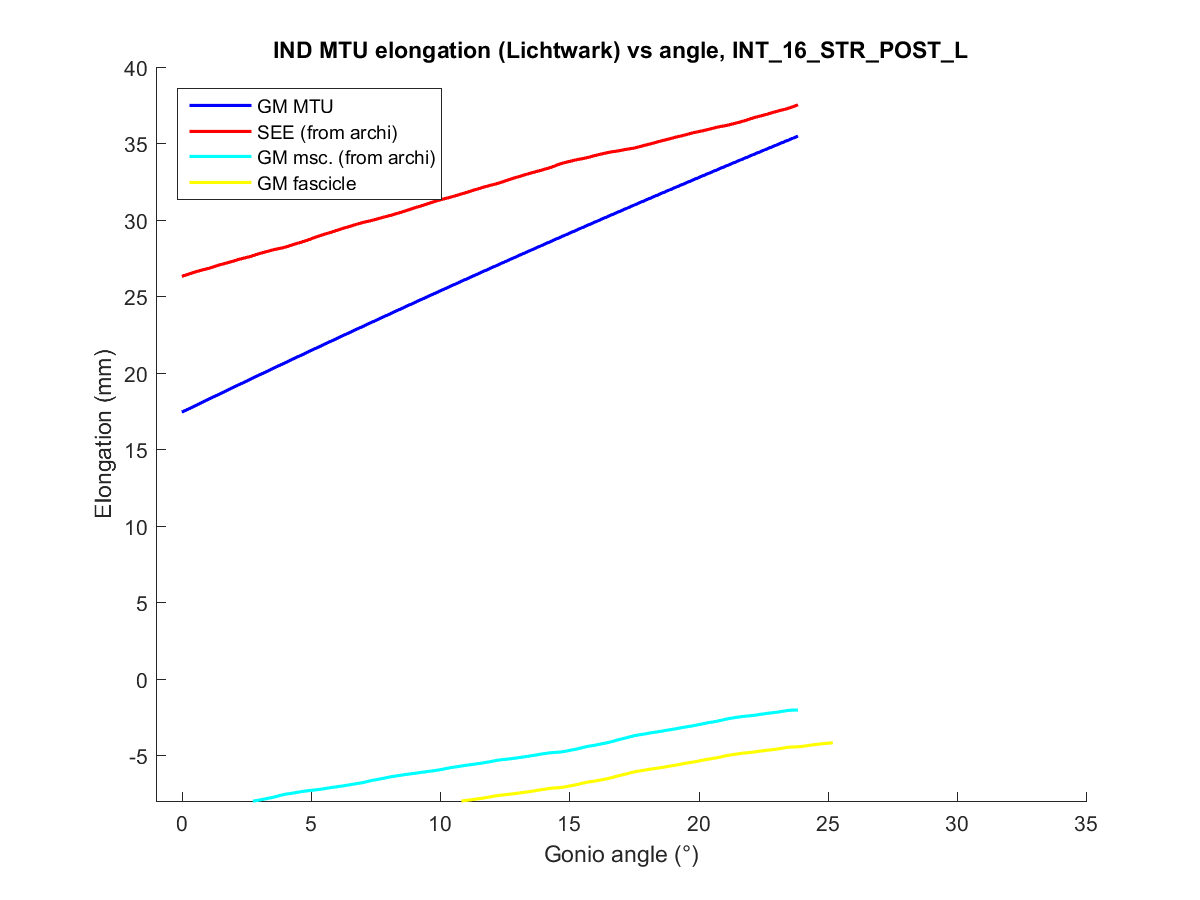 IND MTU elongation (Lichtwark) vs angle, INT_16_STR_POST_L
GM MTU
SEE (from archi)
GM msc. (from archi)
GM fascicle
40
35
30
25
20
15
10
5
0
-5
Elongation (mm)
0 5 10 15 20 25 30 35
Gonio angle (°)